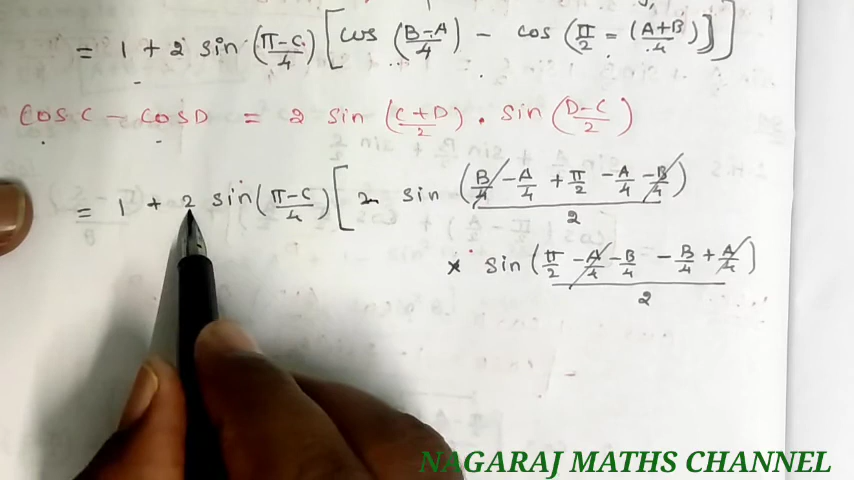 = 1 + 2 sin (π-C/4) [cos (B-A/4) - cos (π/2 = (A+B/4))]]
cos C - cos D = 2 sin (C+D/2) . sin (D-C/2)
= 1 + 2 sin (π-C/4) [2 sin (B/4 - A/4 + π/2 - A/4 - B/4 / 2)
× sin (π/2 - A/4 - B/4 - B/4 + A/4 / 2)
NAGARAJ MATHS CHANNEL